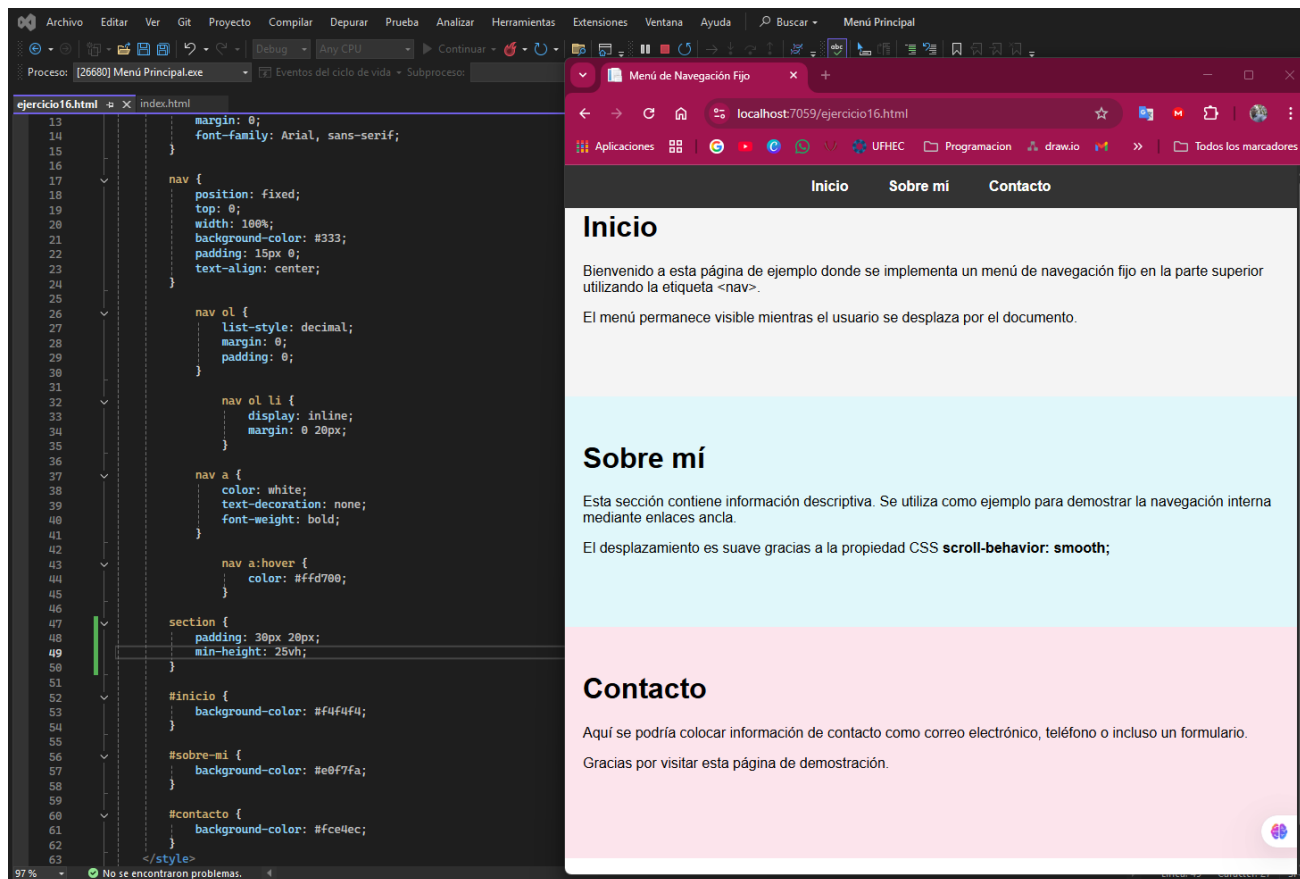 Archivo Editar Ver Git Proyecto Compilar Depurar Prueba Analizar Herramientas Extensiones Ventana Ayuda Buscar Menú Principal
Debug Any CPU Continuar
Proceso: [26680] Menú Principal.exe Eventos del ciclo de vida Subproceso:
ejercicio16.html index.html
13 margin: 0;
14 font-family: Arial, sans-serif;
15 }
16
17 nav {
18 position: fixed;
19 top: 0;
20 width: 100%;
21 background-color: #333;
22 padding: 15px 0;
23 text-align: center;
24 }
25
26 nav ol {
27 list-style: decimal;
28 margin: 0;
29 padding: 0;
30 }
31
32 nav ol li {
33 display: inline;
34 margin: 0 20px;
35 }
36
37 nav a {
38 color: white;
39 text-decoration: none;
40 font-weight: bold;
41 }
42
43 nav a:hover {
44 color: #ffd700;
45 }
46
47 section {
48 padding: 30px 20px;
49 min-height: 25vh;
50 }
51
52 #inicio {
53 background-color: #f4f4f4;
54 }
55
56 #sobre-mi {
57 background-color: #e0f7fa;
58 }
59
60 #contacto {
61 background-color: #fce4ec;
62 }
63 </style>
97 % No se encontraron problemas.
Menú de Navegación Fijo
localhost:7059/ejercicio16.html
Aplicaciones UFHEC Programacion draw.io » Todos los marcadores
Inicio Sobre mí Contacto
Inicio
Bienvenido a esta página de ejemplo donde se implementa un menú de navegación fijo en la parte superior
utilizando la etiqueta <nav>.
El menú permanece visible mientras el usuario se desplaza por el documento.
Sobre mí
Esta sección contiene información descriptiva. Se utiliza como ejemplo para demostrar la navegación interna
mediante enlaces ancla.
El desplazamiento es suave gracias a la propiedad CSS scroll-behavior: smooth;
Contacto
Aquí se podría colocar información de contacto como correo electrónico, teléfono o incluso un formulario.
Gracias por visitar esta página de demostración.